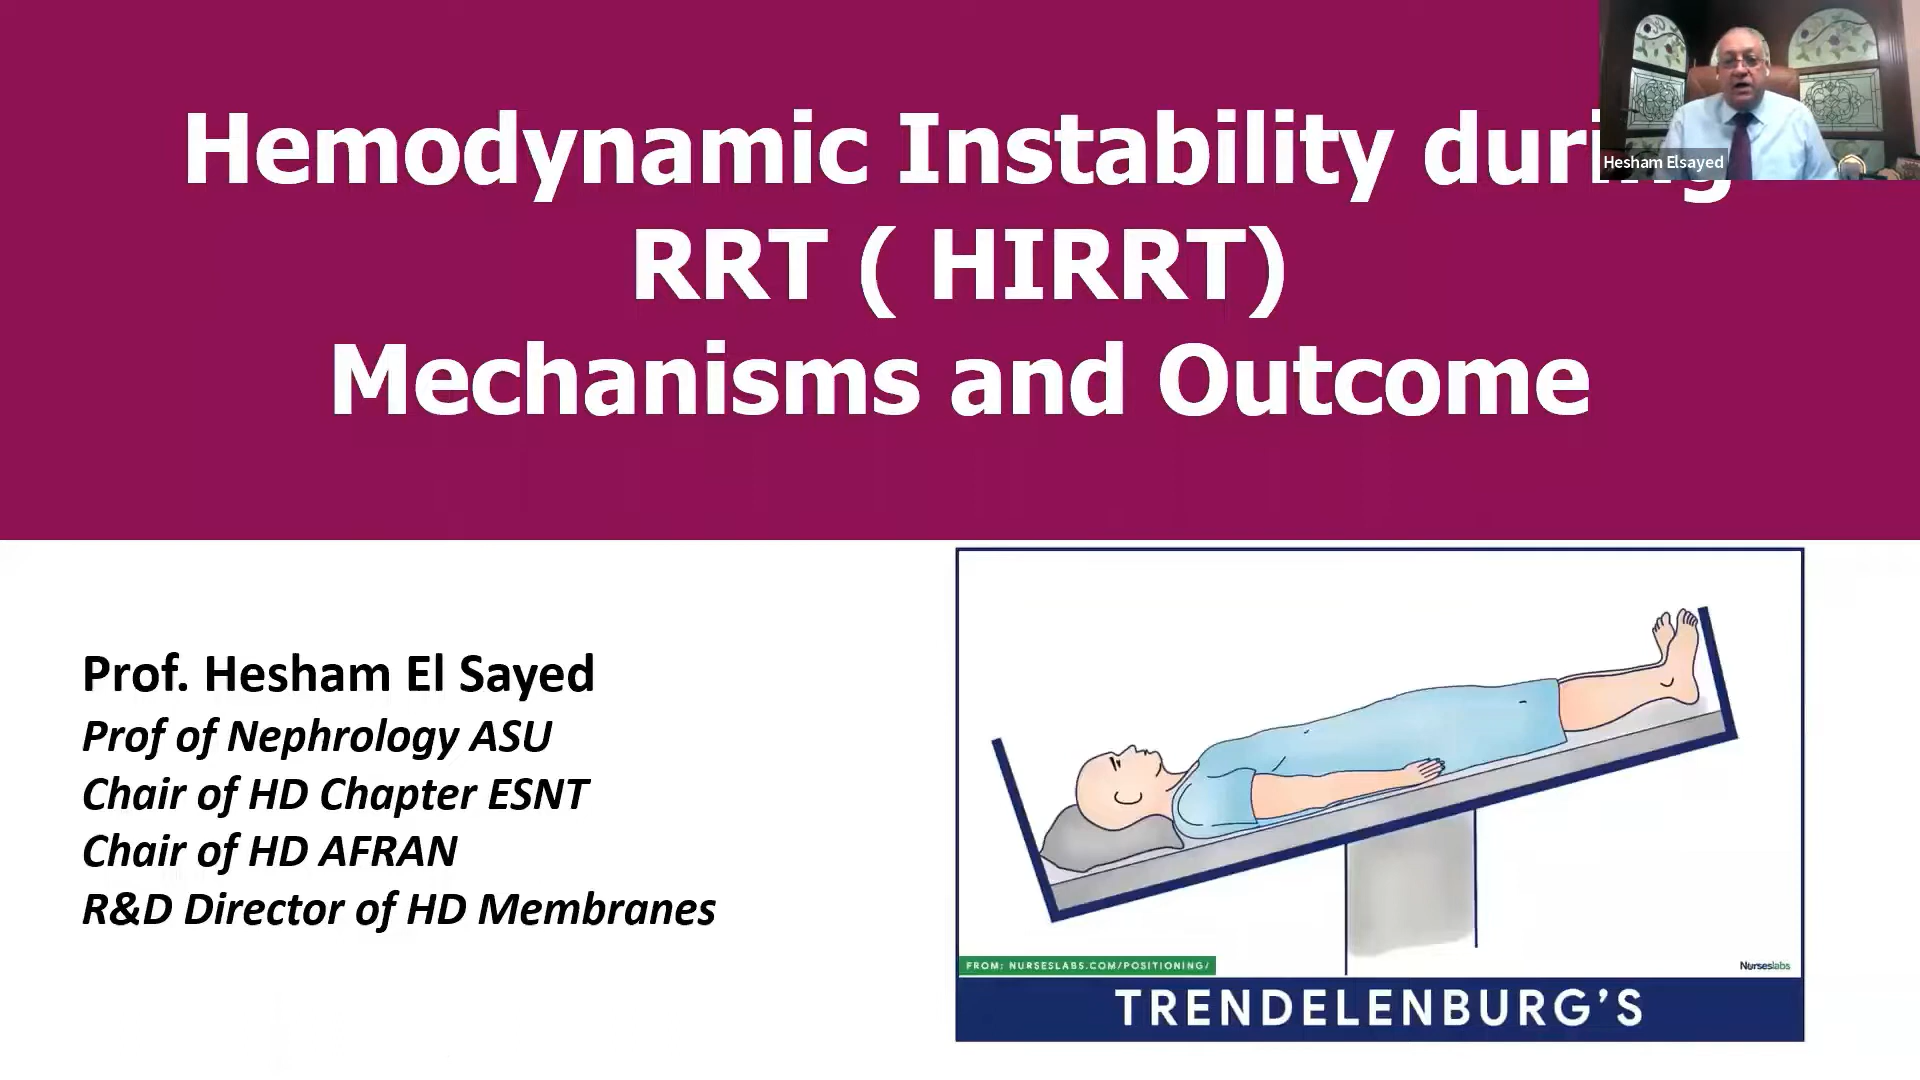 Hemodynamic Instability during
RRT ( HIRRT)
Mechanisms and Outcome
Hesham Elsayed
Prof. Hesham El Sayed
Prof of Nephrology ASU
Chair of HD Chapter ESNT
Chair of HD AFRAN
R&D Director of HD Membranes
FROM: NURSESLABS.COM/POSITIONING/
Nurseslabs
TRENDELENBURG'S